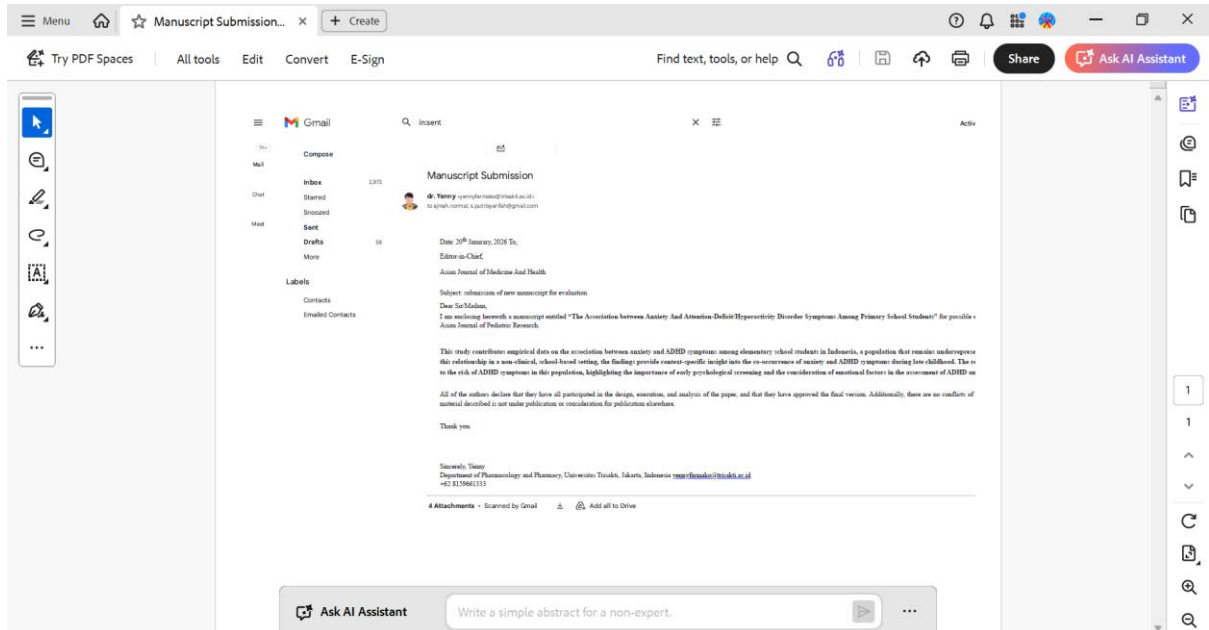 Menu Manuscript Submission... × + Create
Try PDF Spaces All tools Edit Convert E-Sign Find text, tools, or help Share Ask AI Assistant
Gmail in:sent Activ
Mail
Chat
Meet
Compose
Inbox 2,873
Starred
Snoozed
Sent
Drafts 59
More
Labels
Contacts
Emailed Contacts
Manuscript Submission
dr. Yenny <yennyfarmako@trisakti.ac.id>
to ajmah.normal, s.putrisyarifah@gmail.com
Date: 20th January, 2026 To,
Editor-in-Chief,
Asian Journal of Medicine And Health
Subject: submission of new manuscript for evaluation
Dear Sir/Madam,
I am enclosing herewith a manuscript entitled "The Association between Anxiety And Attention-Deficit/Hyperactivity Disorder Symptoms Among Primary School Students" for possible
Asian Journal of Pediatric Research.
This study contributes empirical data on the association between anxiety and ADHD symptoms among elementary school students in Indonesia, a population that remains underreprese
this relationship in a non-clinical, school-based setting, the findings provide context-specific insight into the co-occurrence of anxiety and ADHD symptoms during late childhood. The
to the risk of ADHD symptoms in this population, highlighting the importance of early psychological screening and the consideration of emotional factors in the assessment of ADHD
All of the authors declare that they have all participated in the design, execution, and analysis of the paper, and that they have approved the final version. Additionally, there are no conflicts of
material described is not under publication or consideration for publication elsewhere.
Thank you.
Sincerely, Yenny
Department of Pharmacology and Pharmacy, Universitas Trisakti, Jakarta, Indonesia yennyfarmako@trisakti.ac.id
+62 8159661333
4 Attachments • Scanned by Gmail Add all to Drive
1
1
Ask AI Assistant Write a simple abstract for a non-expert.